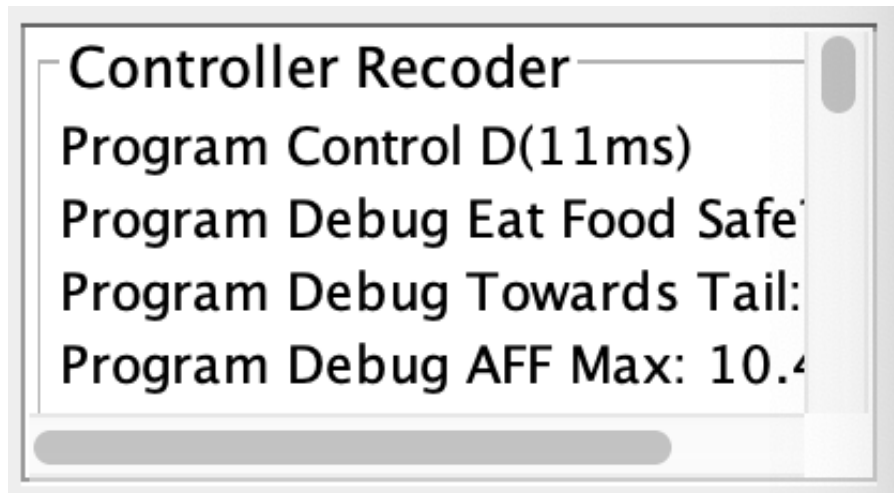 Controller Recoder
Program Control D(11ms)
Program Debug Eat Food Safe
Program Debug Towards Tail:
Program Debug AFF Max: 10.4